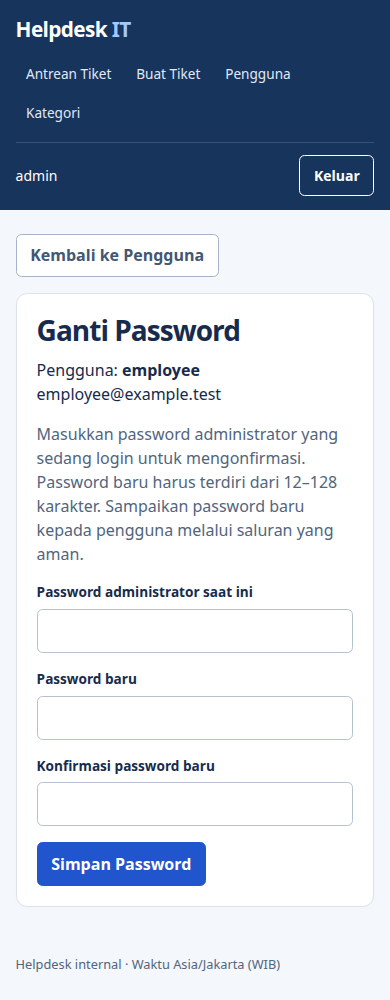 Helpdesk IT
Antrean Tiket Buat Tiket Pengguna
Kategori
admin Keluar
Kembali ke Pengguna
Ganti Password
Pengguna: employee
employee@example.test
Masukkan password administrator yang
sedang login untuk mengonfirmasi.
Password baru harus terdiri dari 12–128
karakter. Sampaikan password baru
kepada pengguna melalui saluran yang
aman.
Password administrator saat ini
Password baru
Konfirmasi password baru
Simpan Password
Helpdesk internal · Waktu Asia/Jakarta (WIB)